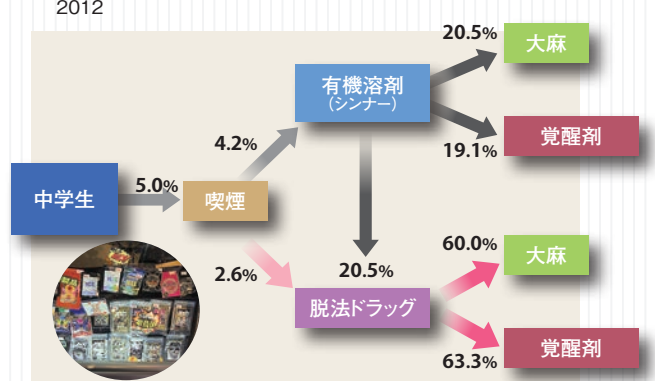 2012
20.5%
大麻
有機溶剤
(シンナー)
4.2%
19.1%
覚醒剤
中学生
5.0%
喫煙
2.6%
20.5%
60.0%
大麻
脱法ドラッグ
63.3%
覚醒剤